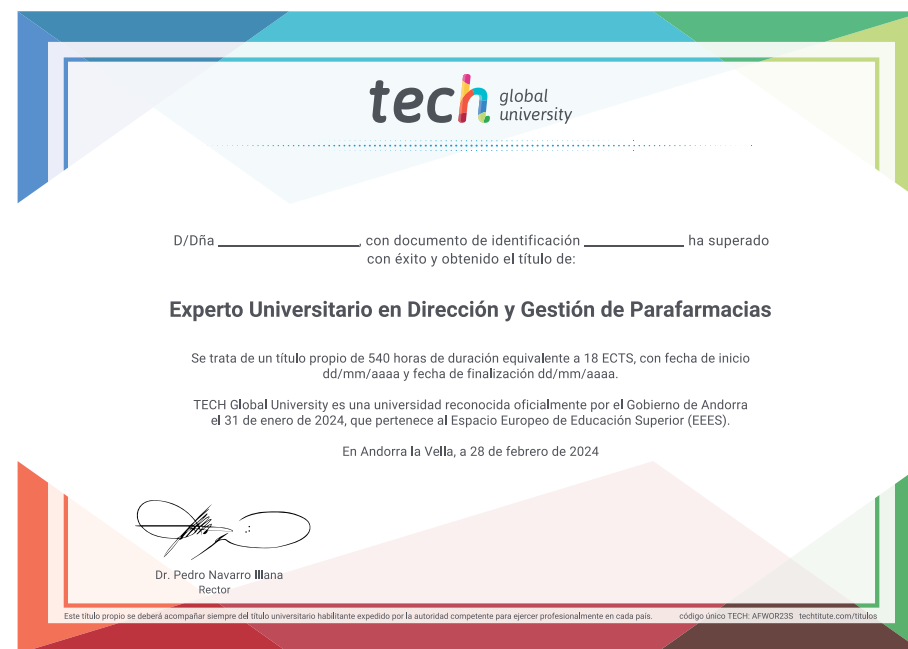 tech global university
D/Dña ____________________, con documento de identificación ______________ ha superado
con éxito y obtenido el título de:
Experto Universitario en Dirección y Gestión de Parafarmacias
Se trata de un título propio de 540 horas de duración equivalente a 18 ECTS, con fecha de inicio
dd/mm/aaaa y fecha de finalización dd/mm/aaaa.
TECH Global University es una universidad reconocida oficialmente por el Gobierno de Andorra
el 31 de enero de 2024, que pertenece al Espacio Europeo de Educación Superior (EEES).
En Andorra la Vella, a 28 de febrero de 2024
Dr. Pedro Navarro Illana
Rector
Este título propio se deberá acompañar siempre del título universitario habilitante expedido por la autoridad competente para ejercer profesionalmente en cada país. código único TECH: AFWOR23S techtitute.com/titulos